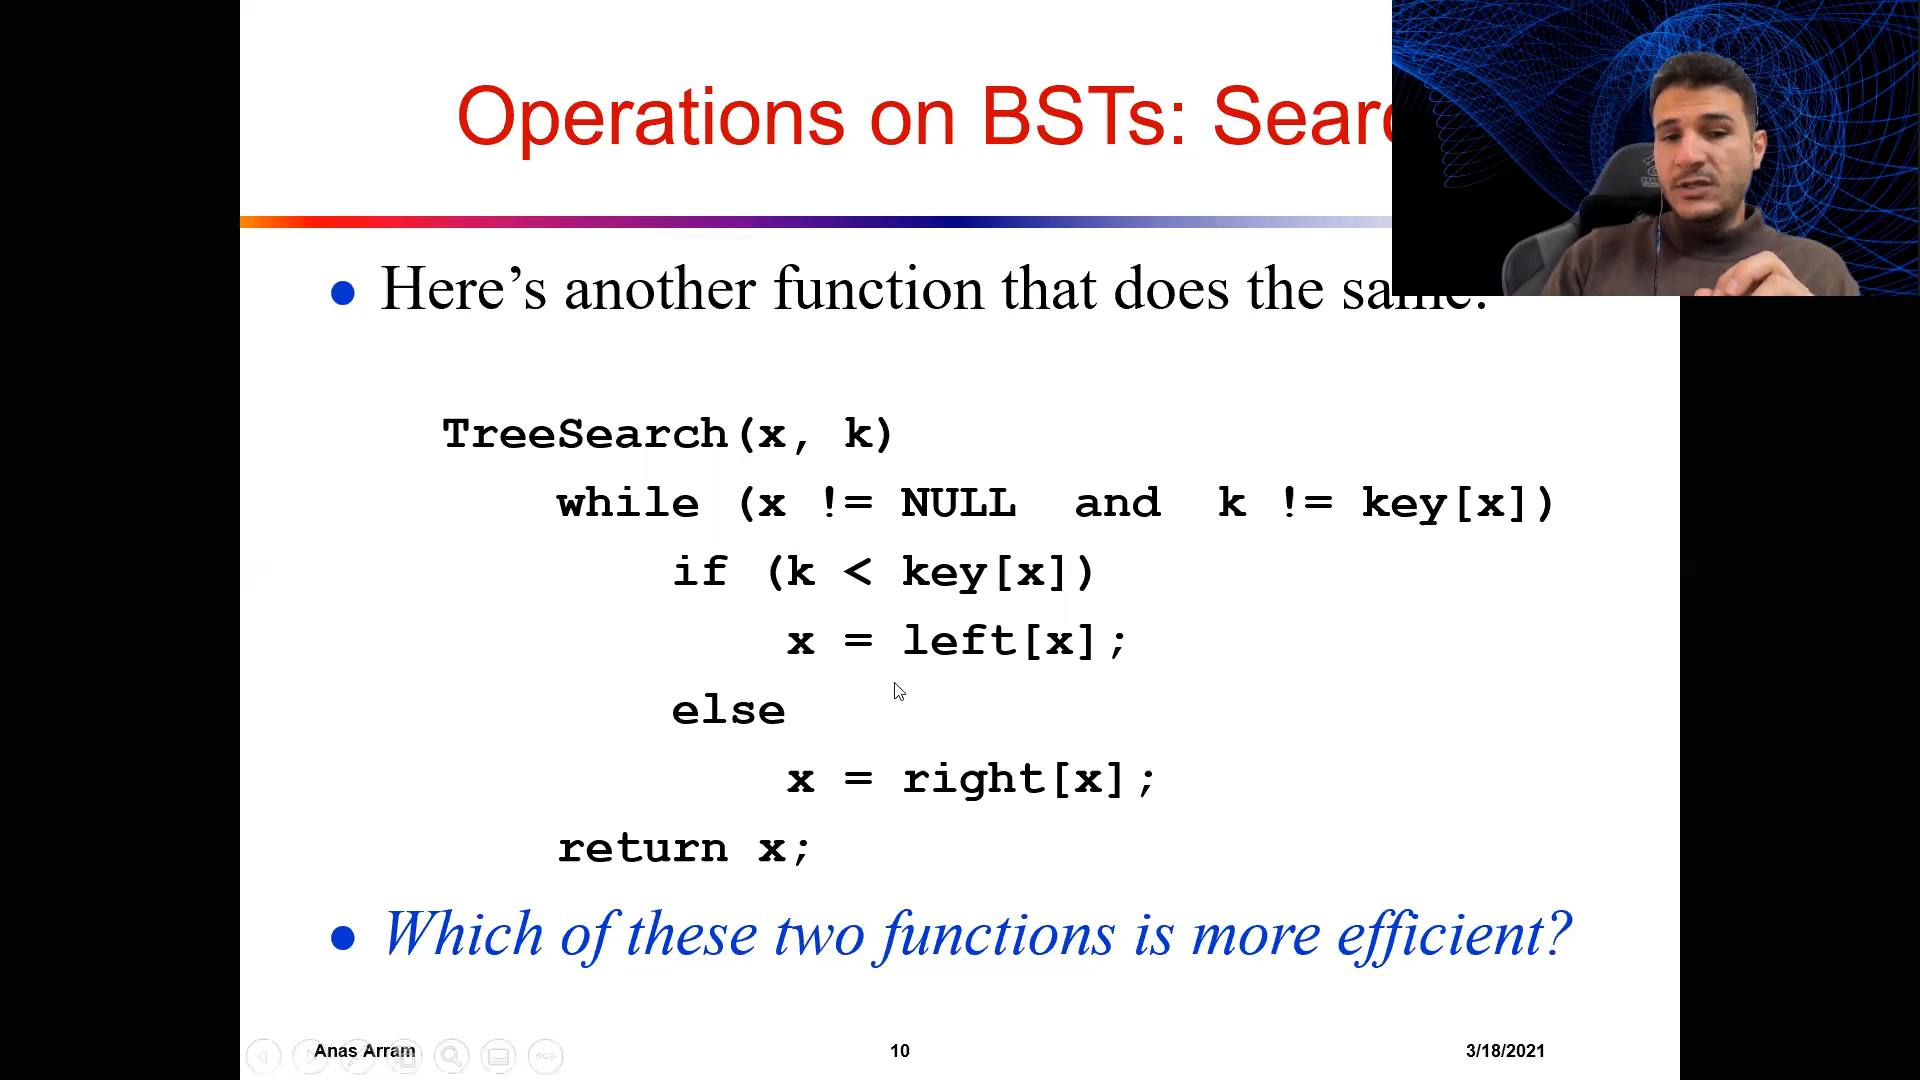 Operations on BSTs: Sear
Here's another function that does the same:
TreeSearch(x, k)
while (x != NULL and k != key[x])
if (k < key[x])
x = left[x];
else
x = right[x];
return x;
Which of these two functions is more efficient?
Anas Arram 10 3/18/2021